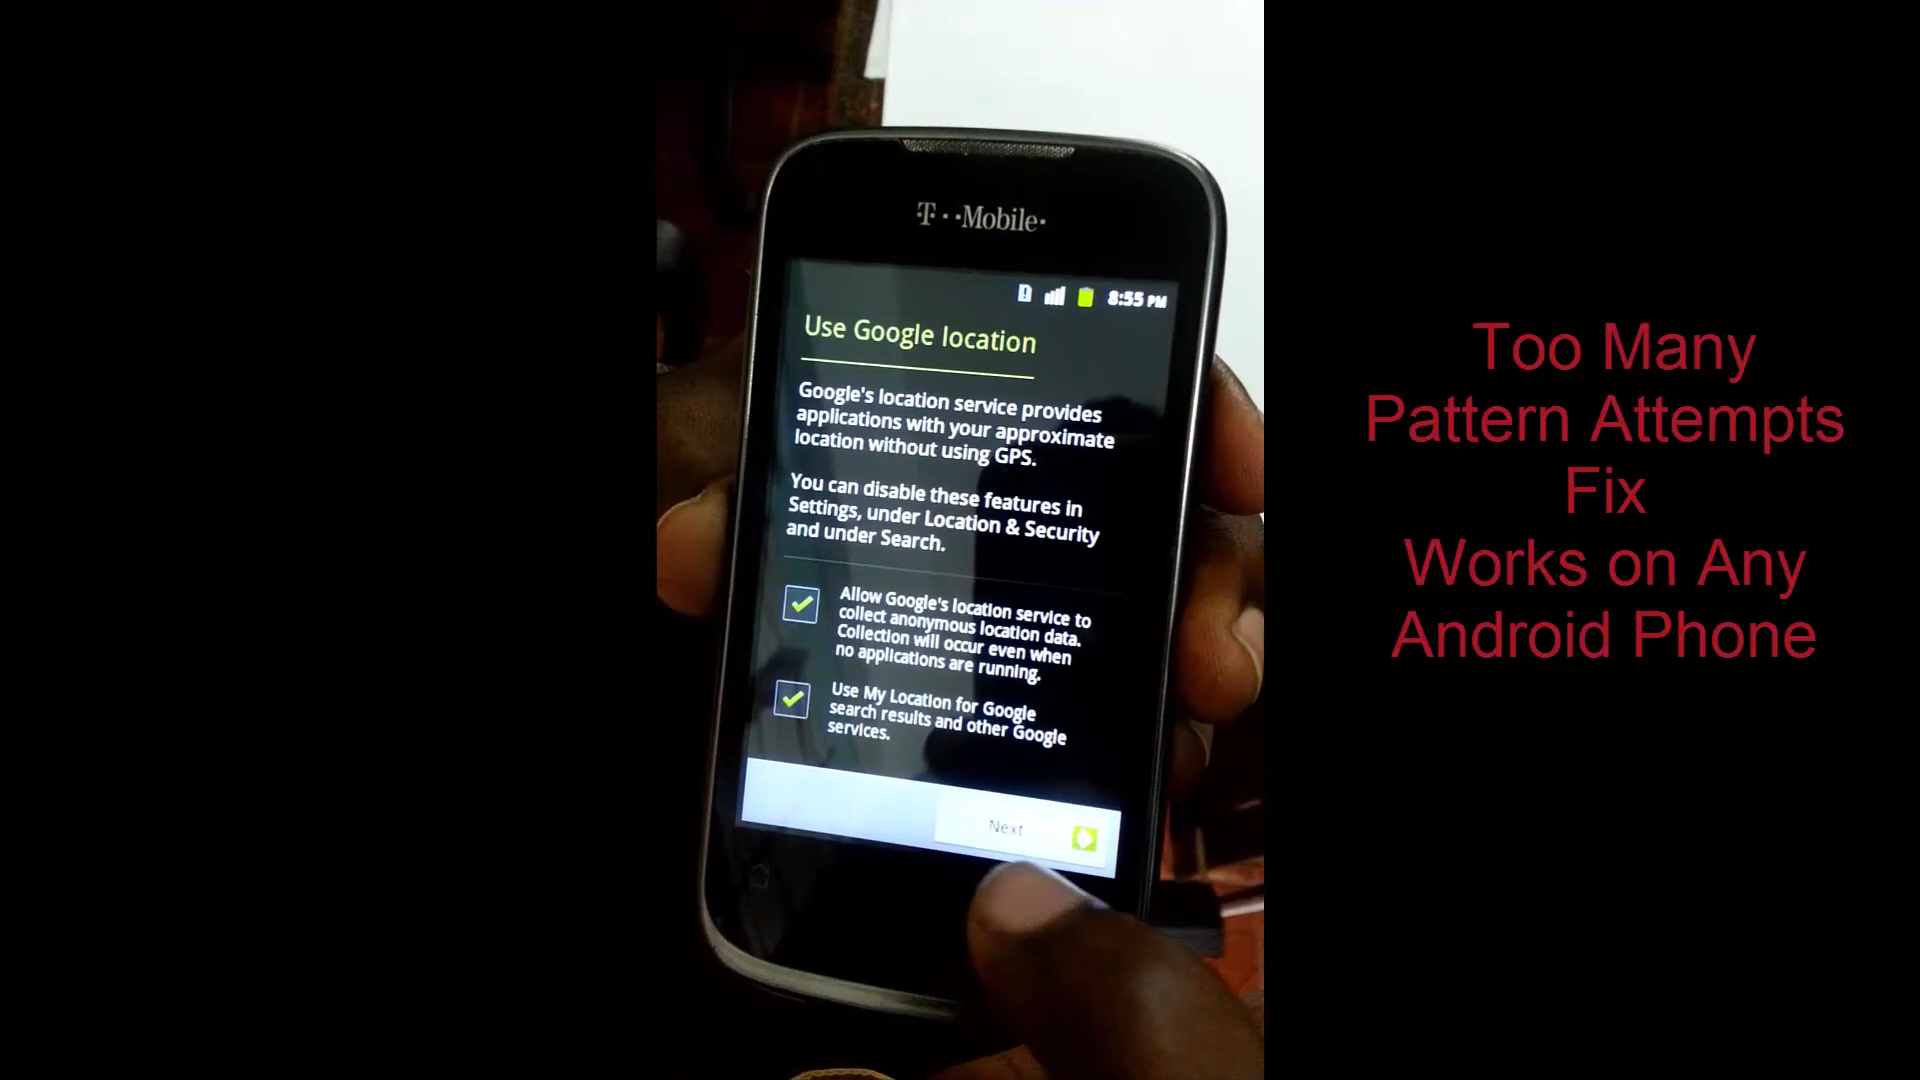 T··Mobile·
8:55 PM
Use Google location
Google's location service provides
applications with your approximate
location without using GPS.
You can disable these features in
Settings, under Location & Security
and under Search.
Allow Google's location service to
collect anonymous location data.
Collection will occur even when
no applications are running.
Use My Location for Google
search results and other Google
services.
Next
Too Many
Pattern Attempts
Fix
Works on Any
Android Phone